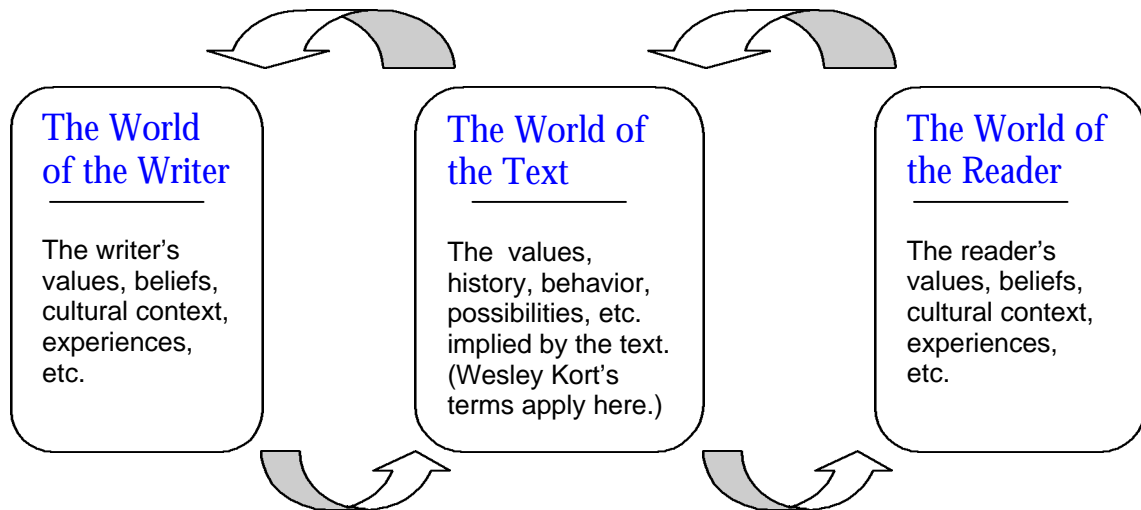 The World
of the Writer
The writer's
values, beliefs,
cultural context,
experiences,
etc.
The World of
the Text
The  values,
history, behavior,
possibilities, etc.
implied by the text.
(Wesley Kort's
terms apply here.)
The World of
the Reader
The reader's
values, beliefs,
cultural context,
experiences,
etc.